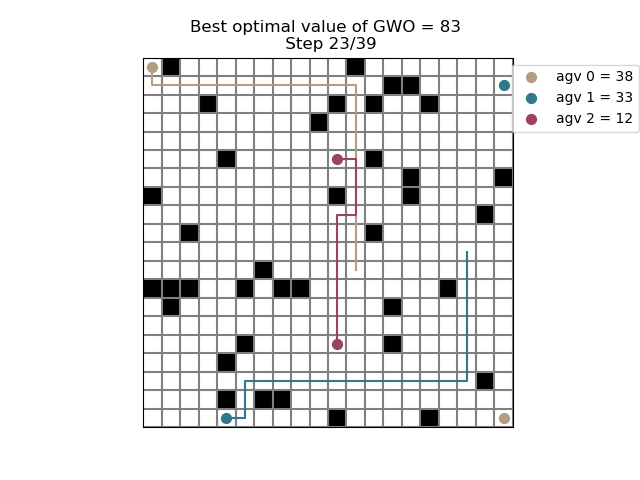 Best optimal value of GWO = 83
Step 23/39
agv 0 = 38
agv 1 = 33
agv 2 = 12